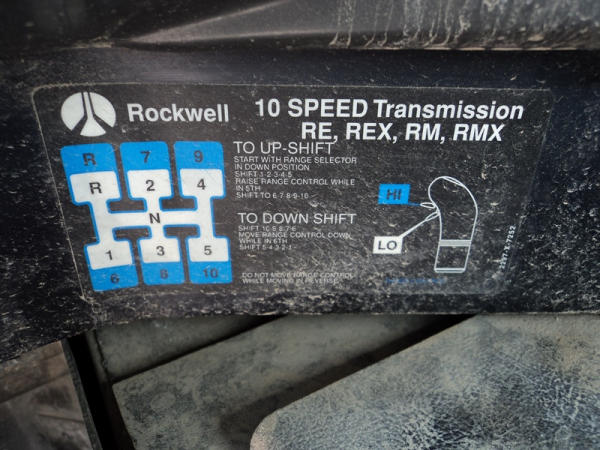 Rockwell
10 SPEED Transmission
RE, REX, RM, RMX
R 7 9
R 2 4
N
1 3 5
6 8 10
TO UP-SHIFT
START WITH RANGE SELECTOR
IN DOWN POSITION
SHIFT 1-2-3-4-5
RAISE RANGE CONTROL WHILE
IN 5TH
SHIFT TO 6-7-8-9-10
TO DOWN SHIFT
SHIFT 10-9-8-7-6
MOVE RANGE CONTROL DOWN
WHILE IN 6TH
SHIFT 5-4-3-2-1
DO NOT MOVE RANGE CONTROL
WHILE MOVING IN REVERSE
HI
LO